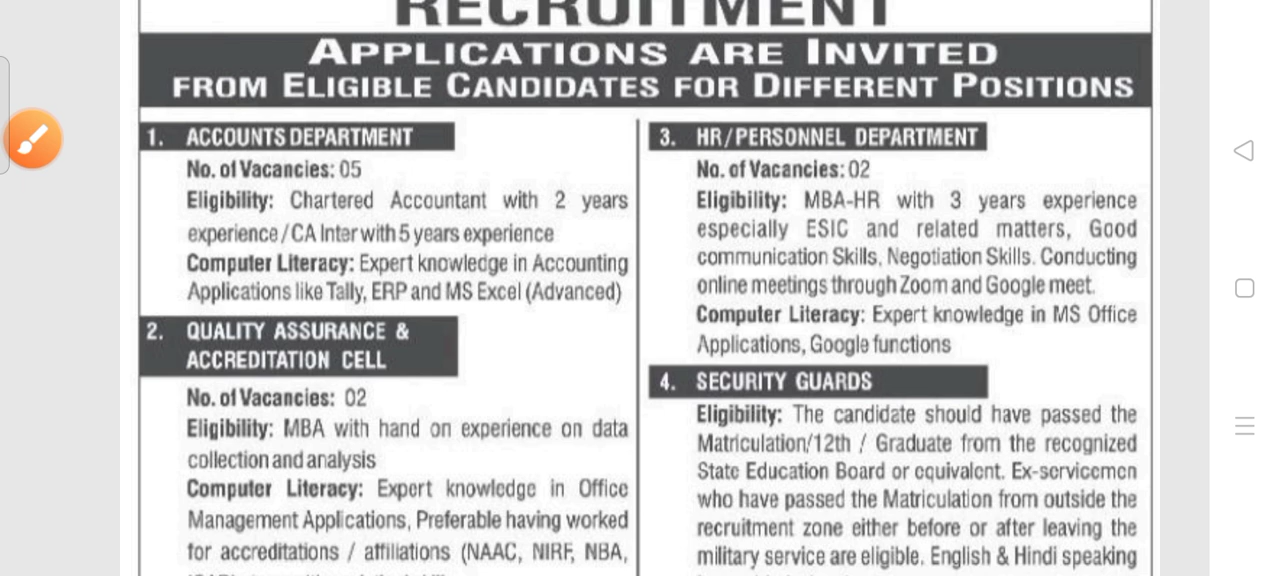 RECRUITMENT
APPLICATIONS ARE INVITED
FROM ELIGIBLE CANDIDATES FOR DIFFERENT POSITIONS
1. ACCOUNTS DEPARTMENT
No. of Vacancies: 05
Eligibility: Chartered Accountant with 2 years
experience / CA Inter with 5 years experience
Computer Literacy: Expert knowledge in Accounting
Applications like Tally, ERP and MS Excel (Advanced)
2. QUALITY ASSURANCE &
ACCREDITATION CELL
No. of Vacancies: 02
Eligibility: MBA with hand on experience on data
collection and analysis
Computer Literacy: Expert knowledge in Office
Management Applications, Preferable having worked
for accreditations / affiliations (NAAC, NIRF, NBA,
3. HR/PERSONNEL DEPARTMENT
No. of Vacancies: 02
Eligibility: MBA-HR with 3 years experience
especially ESIC and related matters, Good
communication Skills, Negotiation Skills. Conducting
online meetings through Zoom and Google meet.
Computer Literacy: Expert knowledge in MS Office
Applications, Google functions
4. SECURITY GUARDS
Eligibility: The candidate should have passed the
Matriculation/12th / Graduate from the recognized
State Education Board or equivalent. Ex-servicemen
who have passed the Matriculation from outside the
recruitment zone either before or after leaving the
military service are eligible. English & Hindi speaking